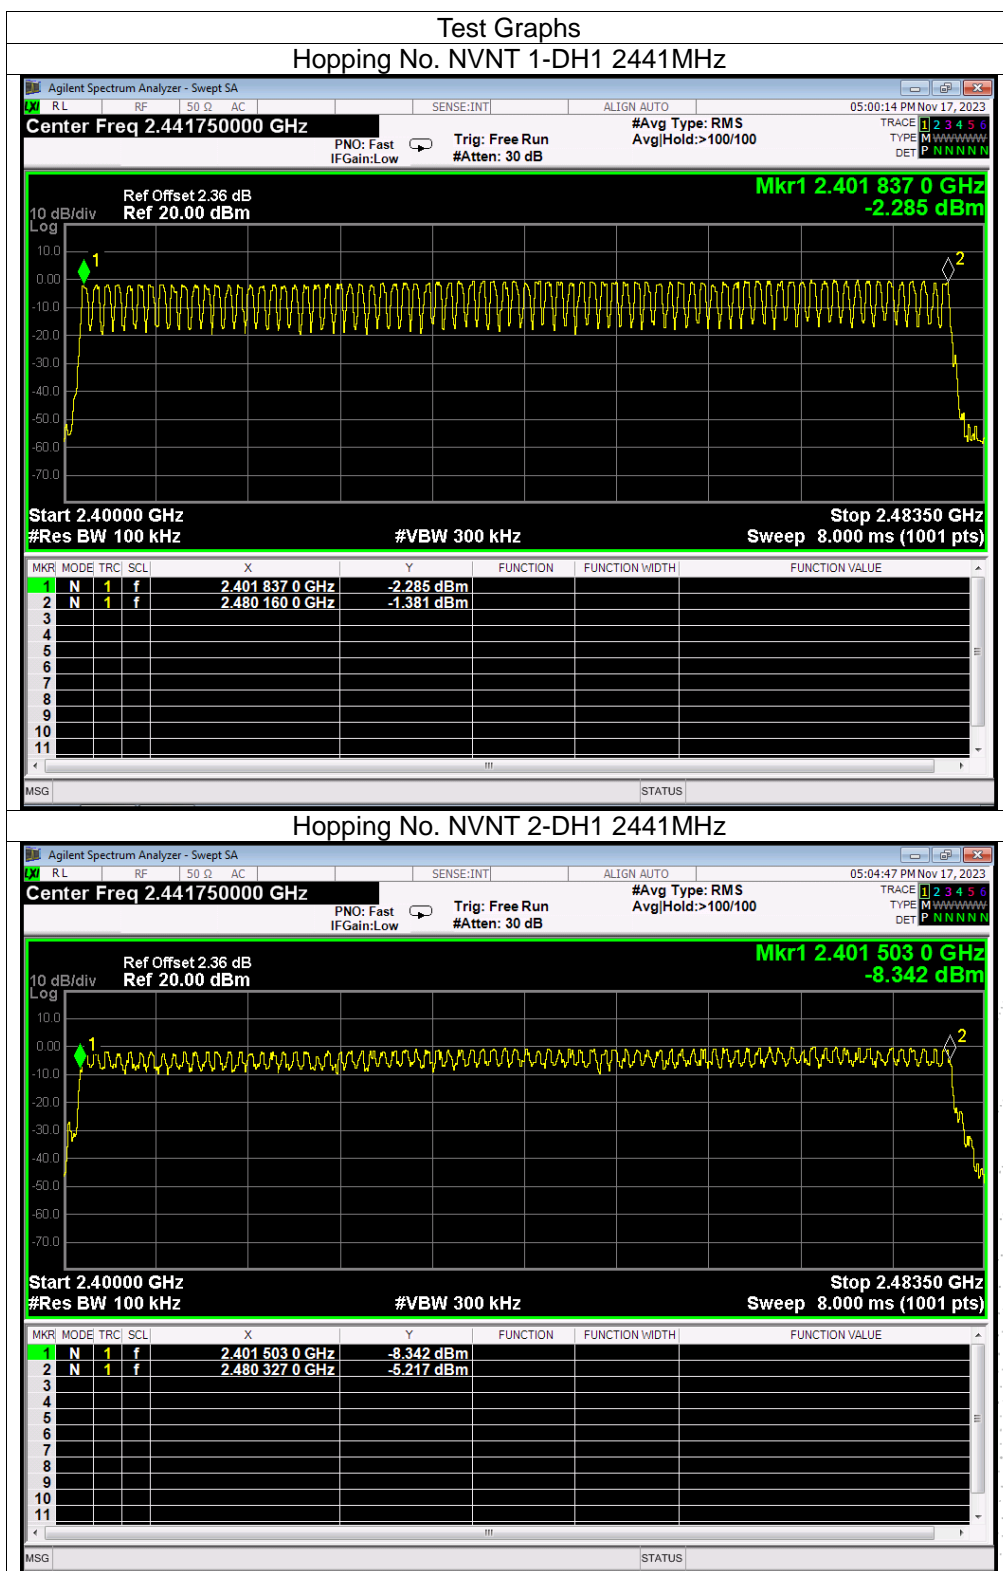 Test Graphs
Hopping No. NVNT 1-DH1 2441MHz
Agilent Spectrum Analyzer - Swept SA
LXI RL RF 50 Ω AC SENSE:INT ALIGN AUTO 05:00:14 PM Nov 17, 2023
Center Freq 2.441750000 GHz #Avg Type: RMS TRACE 1 2 3 4 5 6
PNO: Fast Trig: Free Run Avg|Hold:>100/100 TYPE M WWWWW
IFGain:Low #Atten: 30 dB DET P N N N N N
Mkr1 2.401 837 0 GHz
Ref Offset 2.36 dB
10 dB/div Ref 20.00 dBm -2.285 dBm
Log
10.0
1 2
0.00
-10.0
-20.0
-30.0
-40.0
-50.0
-60.0
-70.0
Start 2.40000 GHz Stop 2.48350 GHz
#Res BW 100 kHz #VBW 300 kHz Sweep 8.000 ms (1001 pts)
MKR MODE TRC SCL X Y FUNCTION FUNCTION WIDTH FUNCTION VALUE
1 N 1 f 2.401 837 0 GHz -2.285 dBm
2 N 1 f 2.480 160 0 GHz -1.381 dBm
3
4
5
6
7
8
9
10
11
MSG STATUS
Hopping No. NVNT 2-DH1 2441MHz
Agilent Spectrum Analyzer - Swept SA
LXI RL RF 50 Ω AC SENSE:INT ALIGN AUTO 05:04:47 PM Nov 17, 2023
Center Freq 2.441750000 GHz #Avg Type: RMS TRACE 1 2 3 4 5 6
PNO: Fast Trig: Free Run Avg|Hold:>100/100 TYPE M WWWWW
IFGain:Low #Atten: 30 dB DET P N N N N N
Mkr1 2.401 503 0 GHz
Ref Offset 2.36 dB
10 dB/div Ref 20.00 dBm -8.342 dBm
Log
10.0
1 2
0.00
-10.0
-20.0
-30.0
-40.0
-50.0
-60.0
-70.0
Start 2.40000 GHz Stop 2.48350 GHz
#Res BW 100 kHz #VBW 300 kHz Sweep 8.000 ms (1001 pts)
MKR MODE TRC SCL X Y FUNCTION FUNCTION WIDTH FUNCTION VALUE
1 N 1 f 2.401 503 0 GHz -8.342 dBm
2 N 1 f 2.480 327 0 GHz -5.217 dBm
3
4
5
6
7
8
9
10
11
MSG STATUS